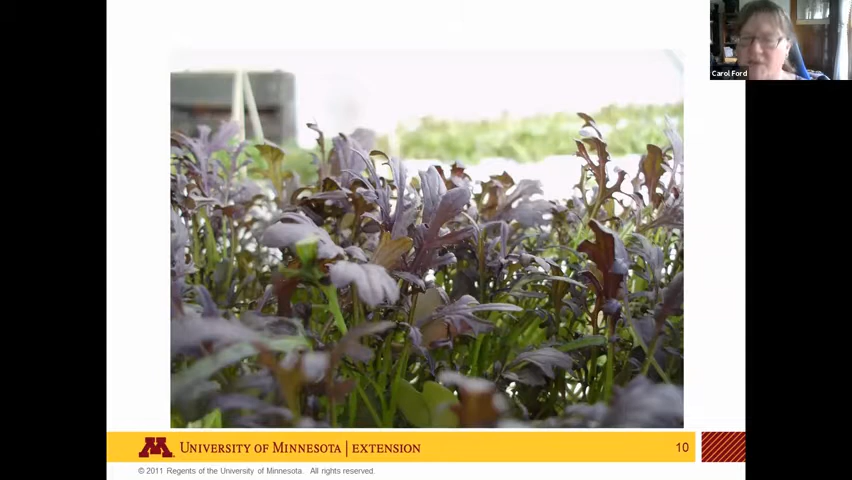 Carol Ford
M UNIVERSITY OF MINNESOTA | EXTENSION
10
© 2011 Regents of the University of Minnesota. All rights reserved.